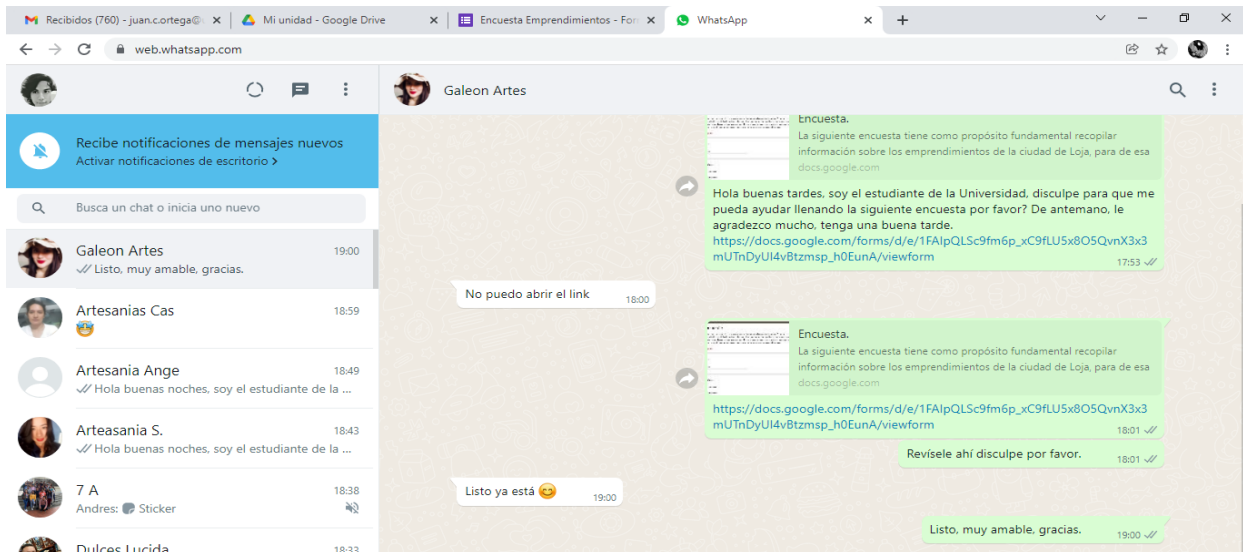 Recibidos (760) - juan.c.ortega@
Mi unidad - Google Drive
Encuesta Emprendimientos - For
WhatsApp
web.whatsapp.com
Galeon Artes
Recibe notificaciones de mensajes nuevos
Activar notificaciones de escritorio >
Busca un chat o inicia uno nuevo
Galeon Artes 19:00
Listo, muy amable, gracias.
Artesanias Cas 18:59
🤩
Artesania Ange 18:49
Hola buenas noches, soy el estudiante de la ...
Arteasania S. 18:43
Hola buenas noches, soy el estudiante de la ...
7 A 18:38
Andres: Sticker
Dulces Lucida 18:33
Encuesta.
La siguiente encuesta tiene como propósito fundamental recopilar
información sobre los emprendimientos de la ciudad de Loja, para de esa
docs.google.com
Hola buenas tardes, soy el estudiante de la Universidad, disculpe para que me
pueda ayudar llenando la siguiente encuesta por favor? De antemano, le
agradezco mucho, tenga una buena tarde.
https://docs.google.com/forms/d/e/1FAIpQLSc9fm6p_xC9fLU5x8O5QvnX3x3
mUTnDyUI4vBtzmsp_h0EunA/viewform
17:53
No puedo abrir el link 18:00
Encuesta.
La siguiente encuesta tiene como propósito fundamental recopilar
información sobre los emprendimientos de la ciudad de Loja, para de esa
docs.google.com
https://docs.google.com/forms/d/e/1FAIpQLSc9fm6p_xC9fLU5x8O5QvnX3x3
mUTnDyUI4vBtzmsp_h0EunA/viewform
18:01
Revísele ahí disculpe por favor. 18:01
Listo ya está 😊 19:00
Listo, muy amable, gracias. 19:00